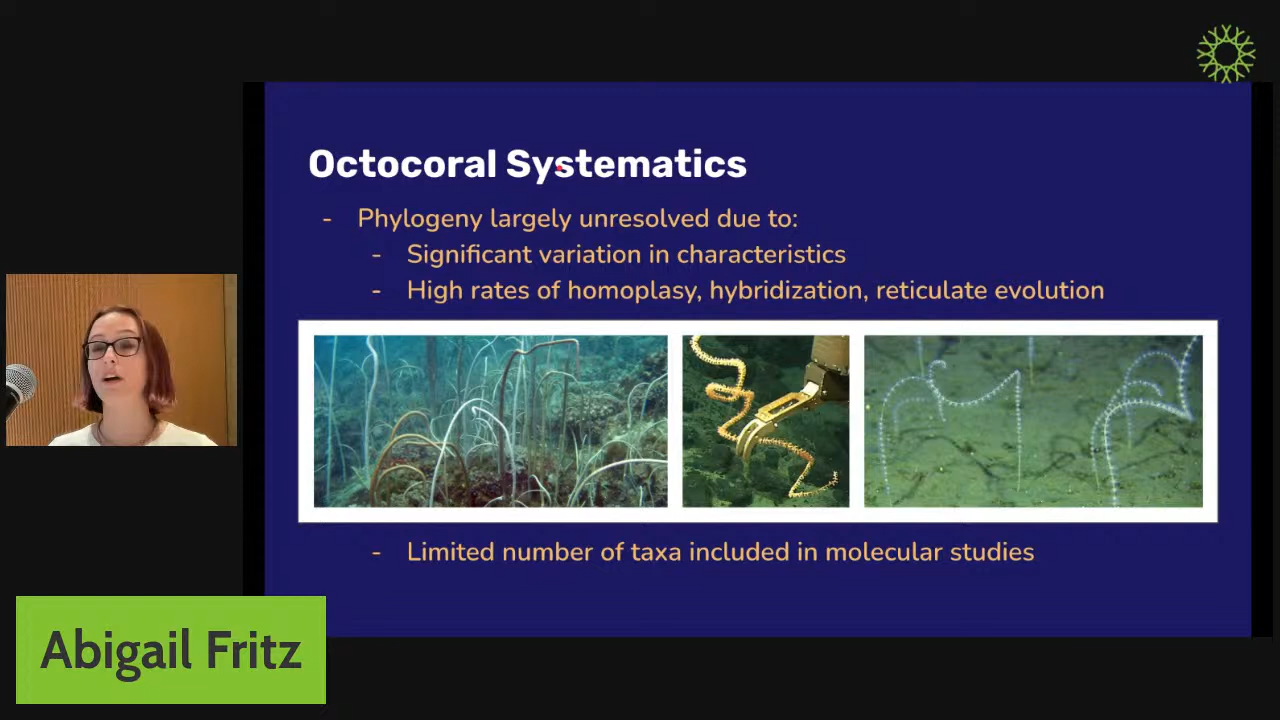 Octocoral Systematics
- Phylogeny largely unresolved due to:
- Significant variation in characteristics
- High rates of homoplasy, hybridization, reticulate evolution
- Limited number of taxa included in molecular studies
Abigail Fritz